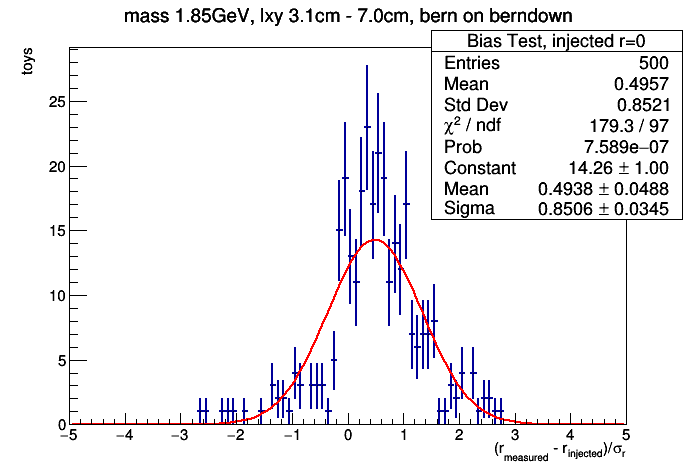 mass 1.85GeV, lxy 3.1cm - 7.0cm, bern on berndown
Bias Test, injected r=0
Entries 500
Mean 0.4957
Std Dev 0.8521
χ² / ndf 179.3 / 97
Prob 7.589e−07
Constant 14.26 ± 1.00
Mean 0.4938 ± 0.0488
Sigma 0.8506 ± 0.0345
toys
25
20
15
10
5
0
−5 −4 −3 −2 −1 0 1 2 3 4 5
(r_measured - r_injected)/σ_r